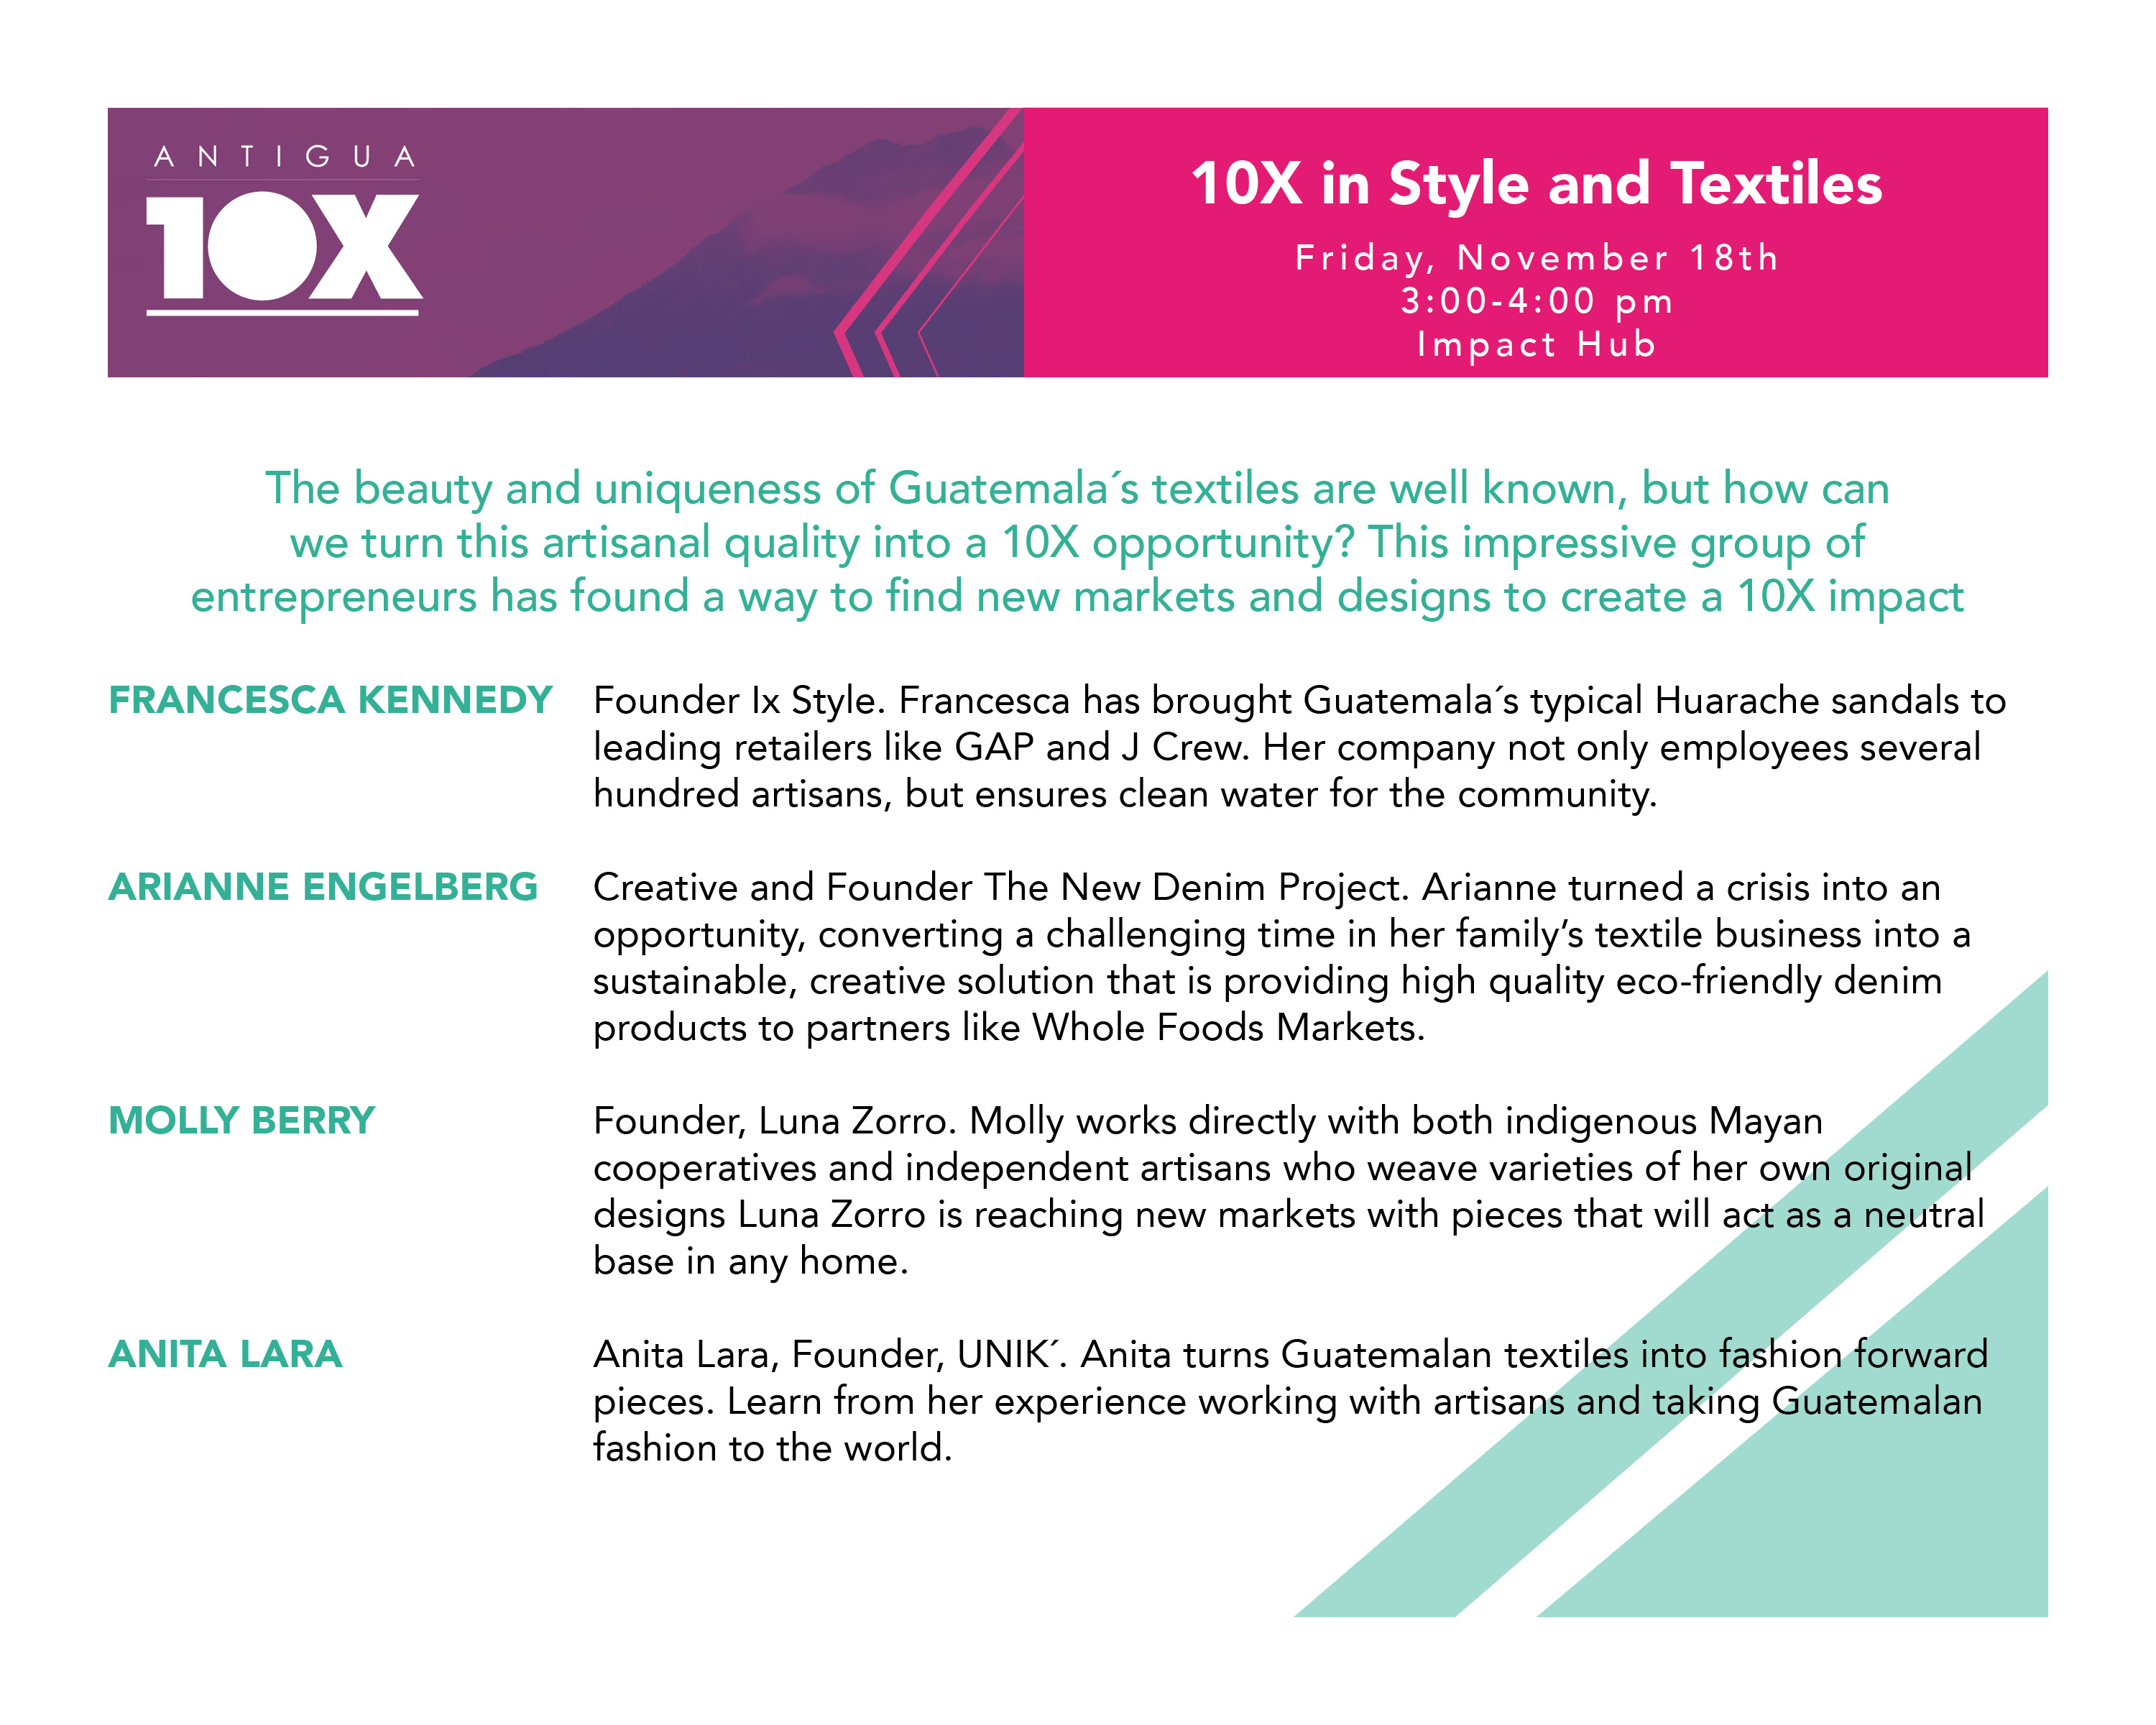 ANTIGUA
10X
10X in Style and Textiles
Friday, November 18th
3:00-4:00 pm
Impact Hub
The beauty and uniqueness of Guatemala´s textiles are well known, but how can
we turn this artisanal quality into a 10X opportunity? This impressive group of
entrepreneurs has found a way to find new markets and designs to create a 10X impact
FRANCESCA KENNEDY
Founder Ix Style. Francesca has brought Guatemala´s typical Huarache sandals to
leading retailers like GAP and J Crew. Her company not only employees several
hundred artisans, but ensures clean water for the community.
ARIANNE ENGELBERG
Creative and Founder The New Denim Project. Arianne turned a crisis into an
opportunity, converting a challenging time in her family’s textile business into a
sustainable, creative solution that is providing high quality eco-friendly denim
products to partners like Whole Foods Markets.
MOLLY BERRY
Founder, Luna Zorro. Molly works directly with both indigenous Mayan
cooperatives and independent artisans who weave varieties of her own original
designs Luna Zorro is reaching new markets with pieces that will act as a neutral
base in any home.
ANITA LARA
Anita Lara, Founder, UNIK´. Anita turns Guatemalan textiles into fashion forward
pieces. Learn from her experience working with artisans and taking Guatemalan
fashion to the world.